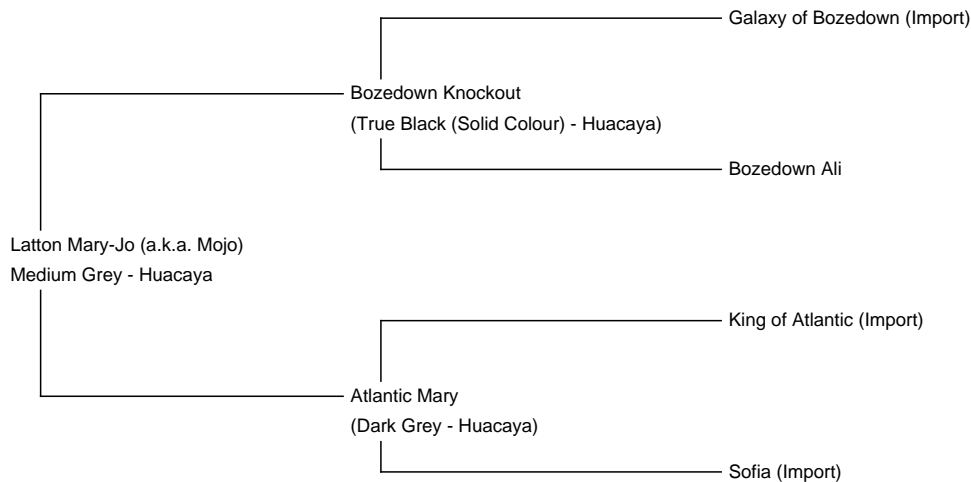 Galaxy of Bozedown (Import)
Bozedown Knockout
(True Black (Solid Colour) - Huacaya)
Bozedown Ali
Latton Mary-Jo (a.k.a. Mojo)
Medium Grey - Huacaya
King of Atlantic (Import)
Atlantic Mary
(Dark Grey - Huacaya)
Sofia (Import)